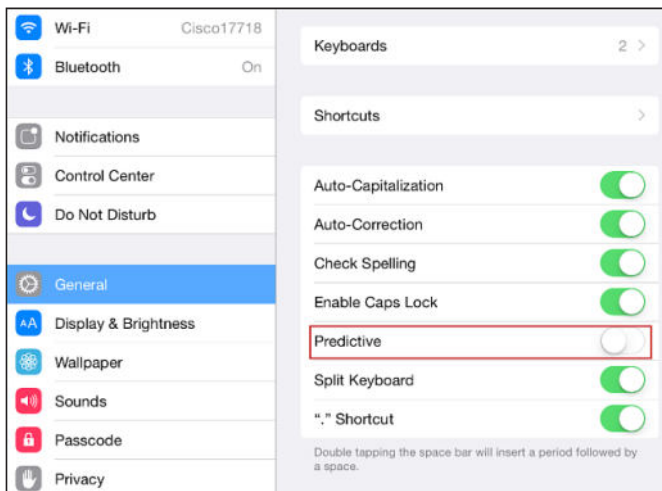 Wi-Fi Cisco17718
Bluetooth On
Notifications
Control Center
Do Not Disturb
General
AA Display & Brightness
Wallpaper
Sounds
Passcode
Privacy
Keyboards 2 >
Shortcuts >
Auto-Capitalization
Auto-Correction
Check Spelling
Enable Caps Lock
Predictive
Split Keyboard
“.” Shortcut
Double tapping the space bar will insert a period followed by
a space.